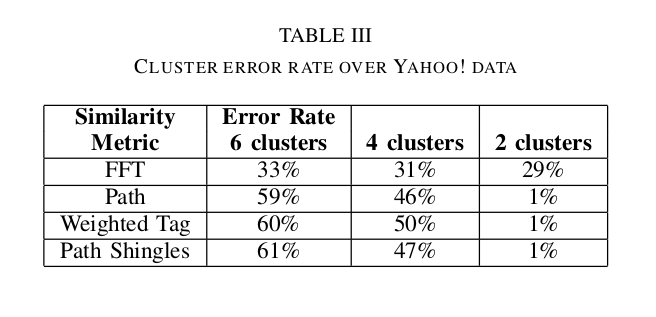 TABLE III
CLUSTER ERROR RATE OVER YAHOO! DATA
Similarity Error Rate
Metric 6 clusters 4 clusters 2 clusters
FFT 33% 31% 29%
Path 59% 46% 1%
Weighted Tag 60% 50% 1%
Path Shingles 61% 47% 1%